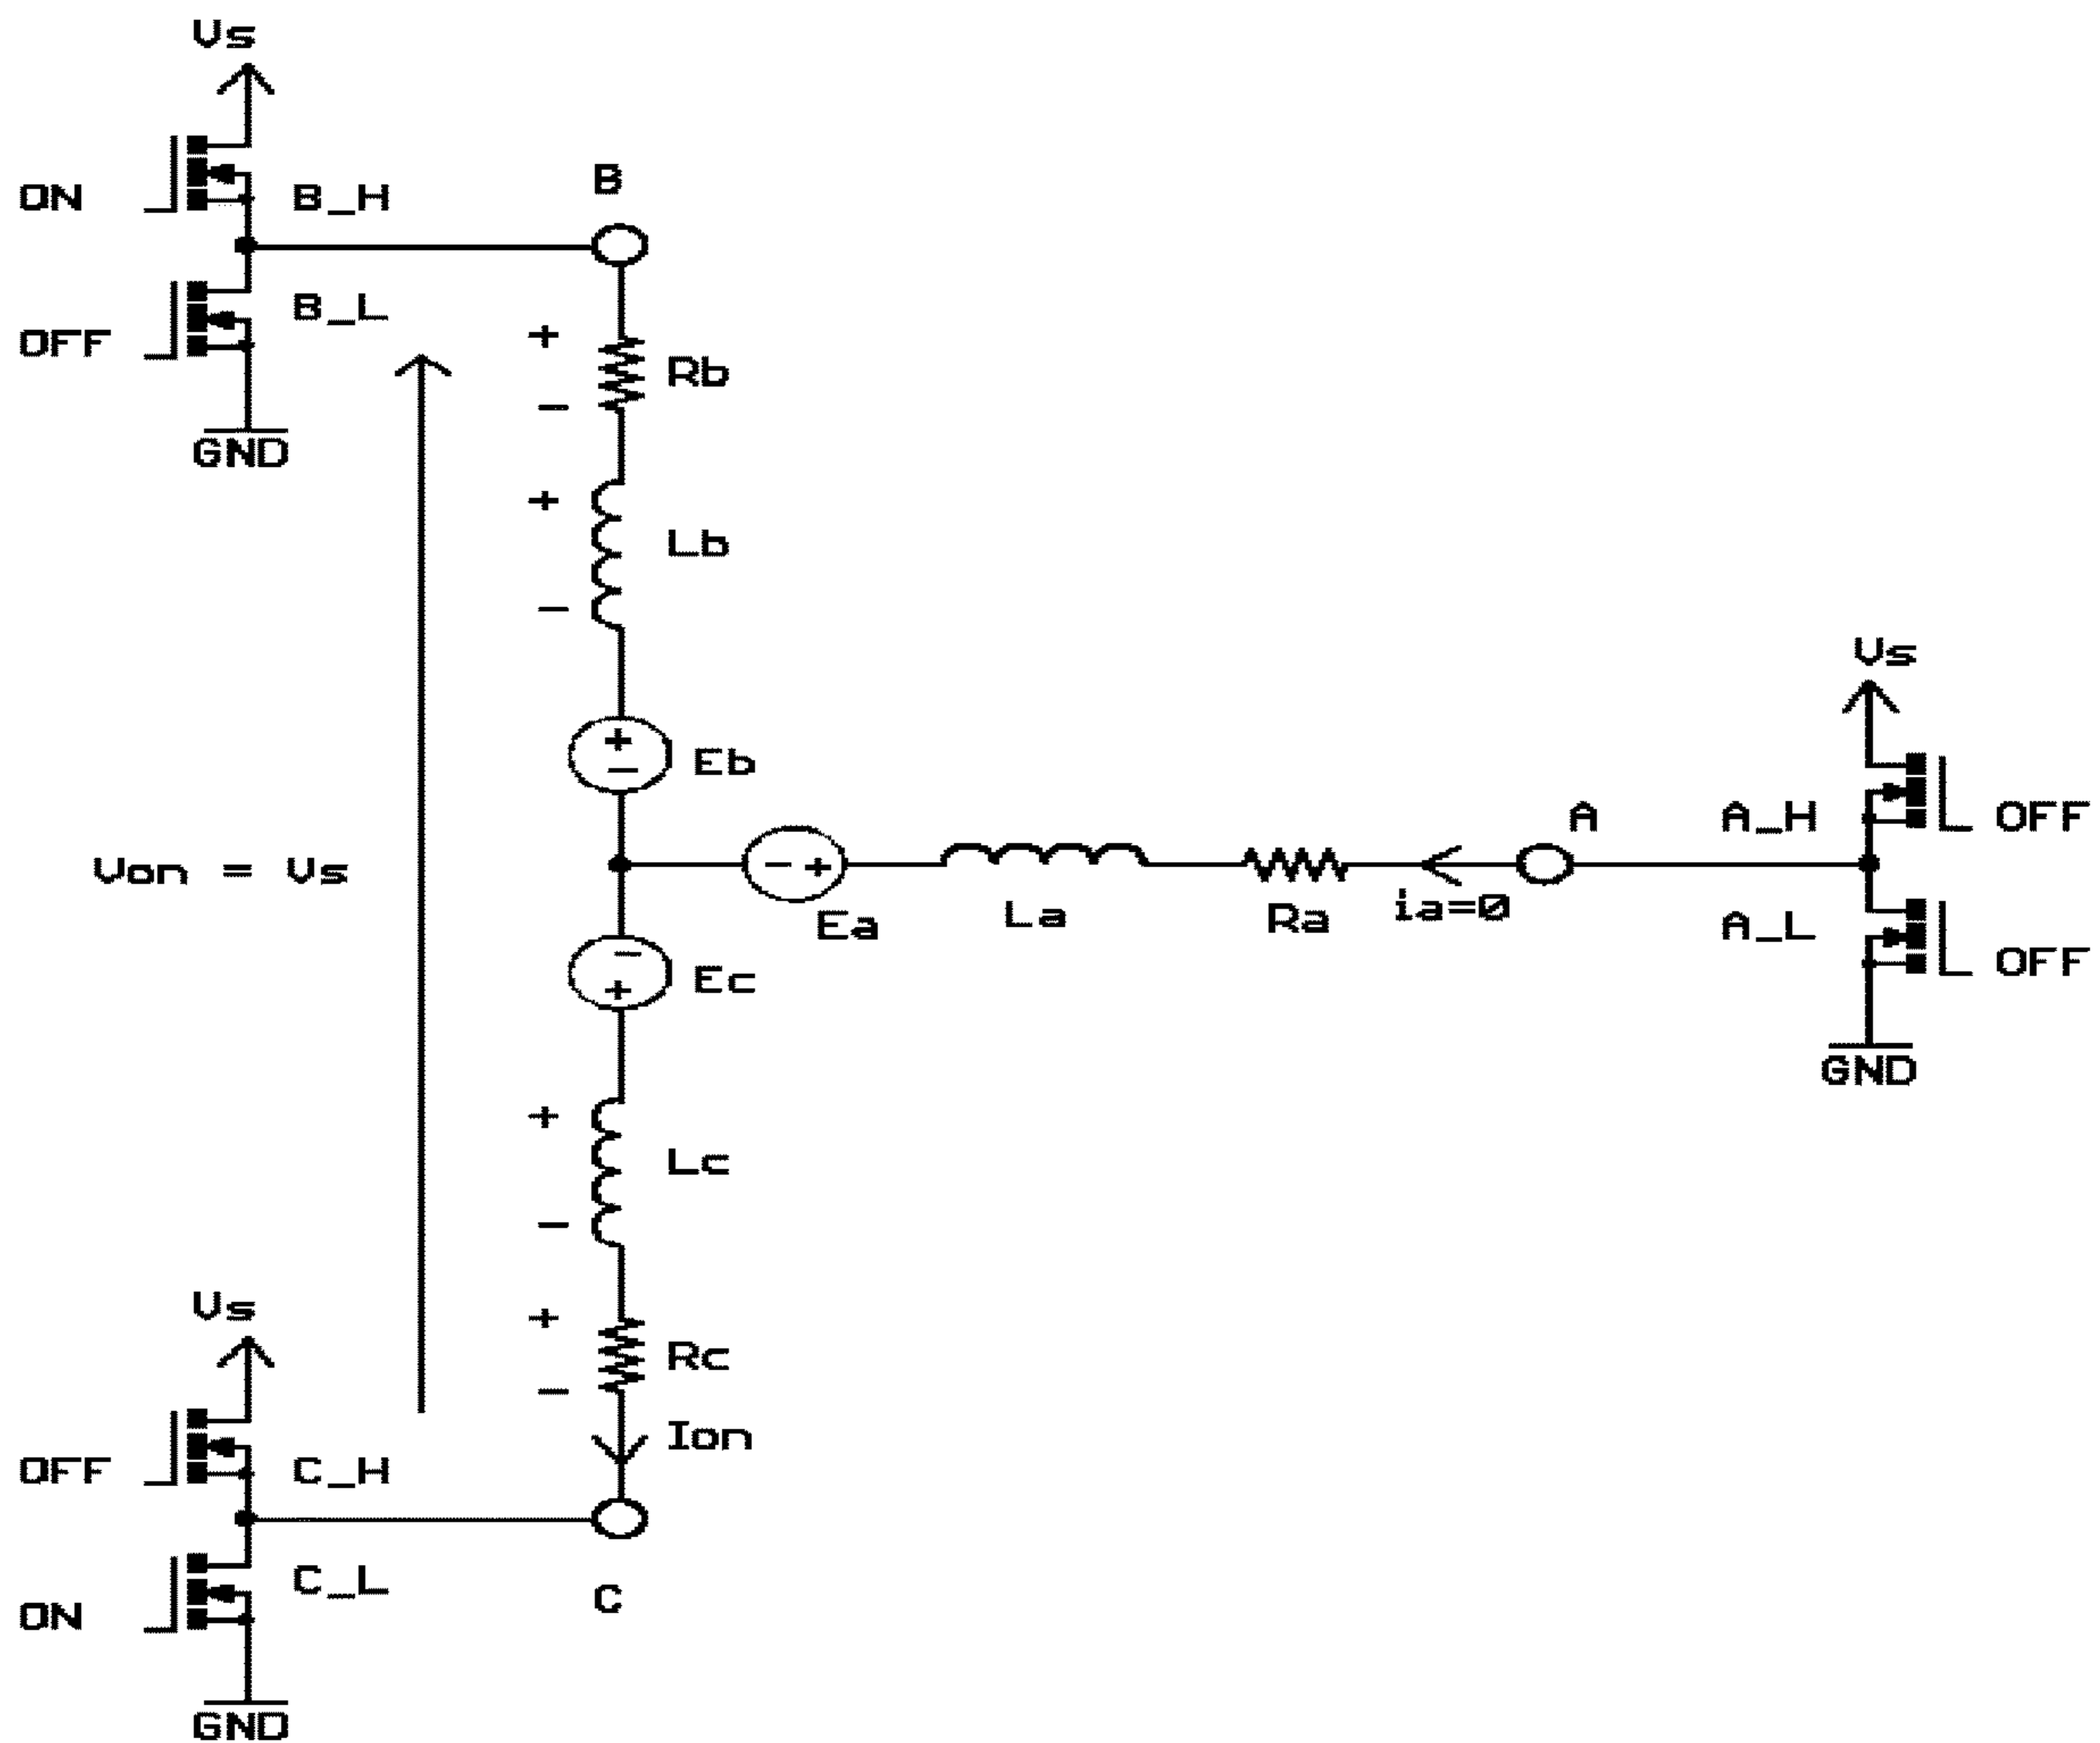 Vs
ON
B_H
B
OFF
B_L
+
-
Rb
GND
+
-
Lb
+
-
Eb
Von = Vs
- +
Ea
La
Ra
ia=0
A
A_H
A_L
Vs
OFF
OFF
GND
-
+
Ec
+
-
Lc
+
-
Rc
Ion
Vs
OFF
C_H
C_L
ON
C
GND